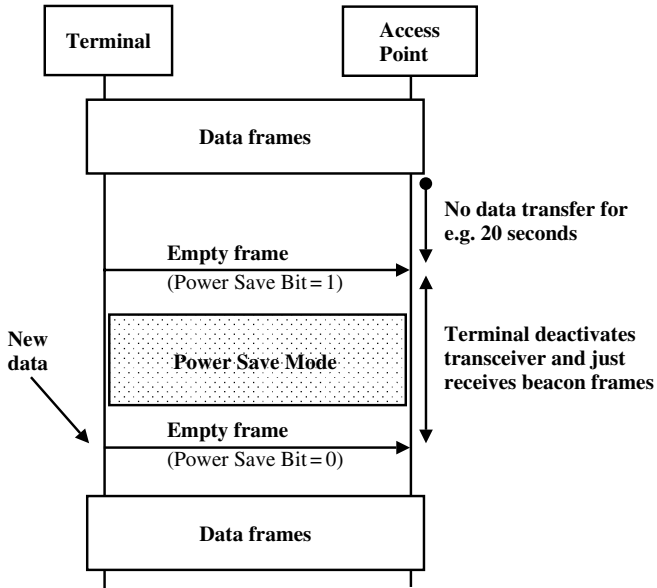 Terminal
Access
Point
Data frames
No data transfer for
e.g. 20 seconds
Empty frame
(Power Save Bit = 1)
New
data
Power Save Mode
Terminal deactivates
transceiver and just
receives beacon frames
Empty frame
(Power Save Bit = 0)
Data frames